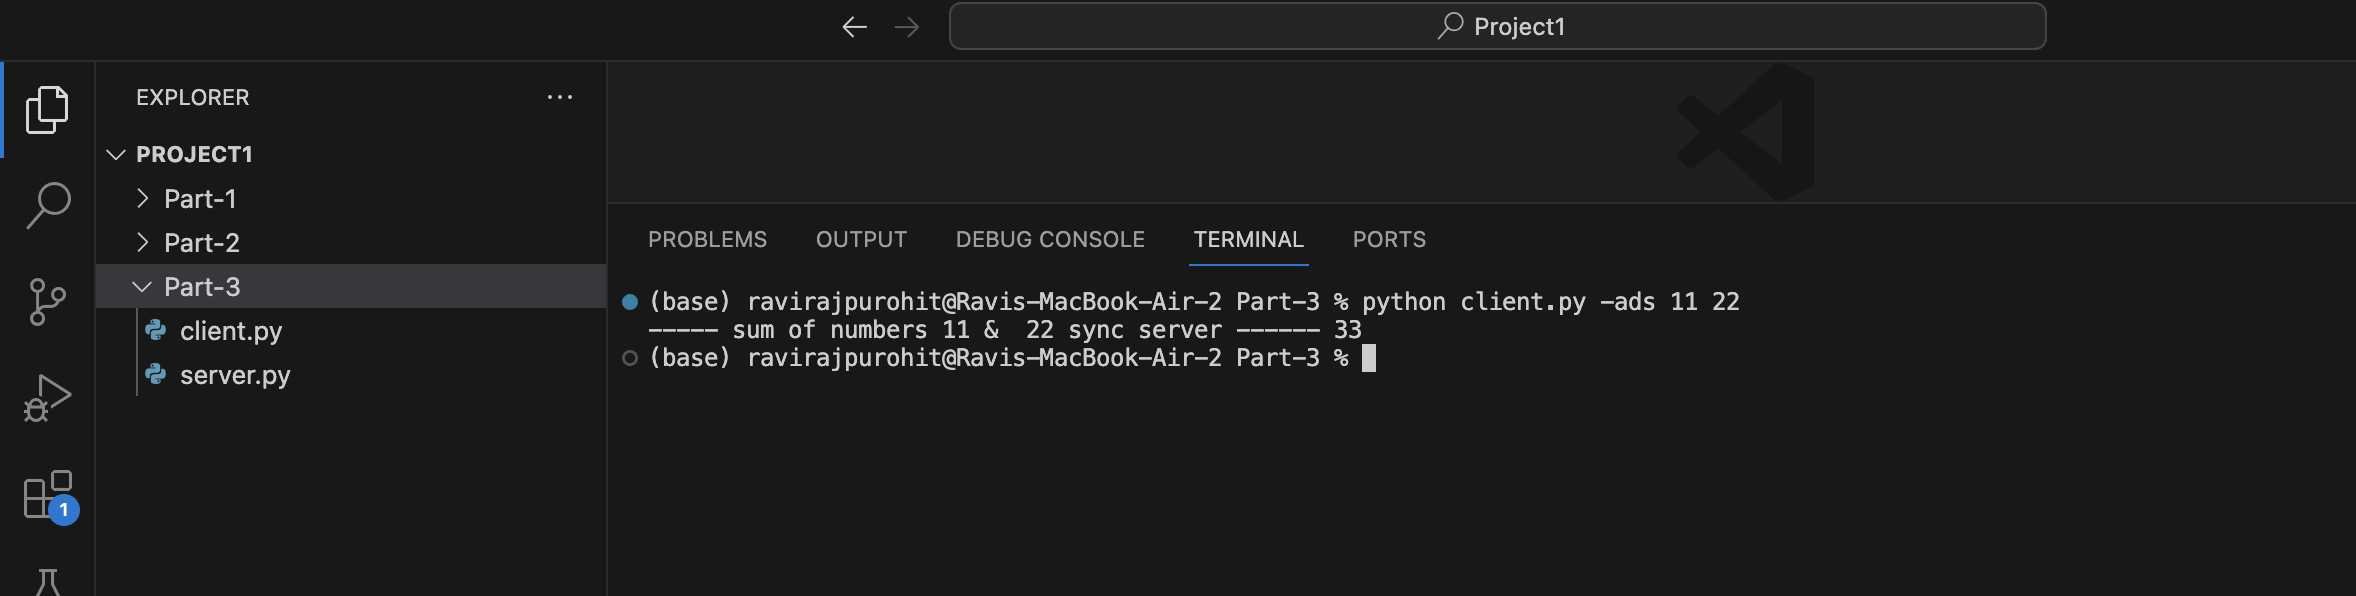 Project1
EXPLORER
PROJECT1
Part-1
Part-2
Part-3
client.py
server.py
1
PROBLEMS OUTPUT DEBUG CONSOLE TERMINAL PORTS
(base) ravirajpurohit@Ravis-MacBook-Air-2 Part-3 % python client.py -ads 11 22
----- sum of numbers 11 &  22 sync server ------ 33
(base) ravirajpurohit@Ravis-MacBook-Air-2 Part-3 %